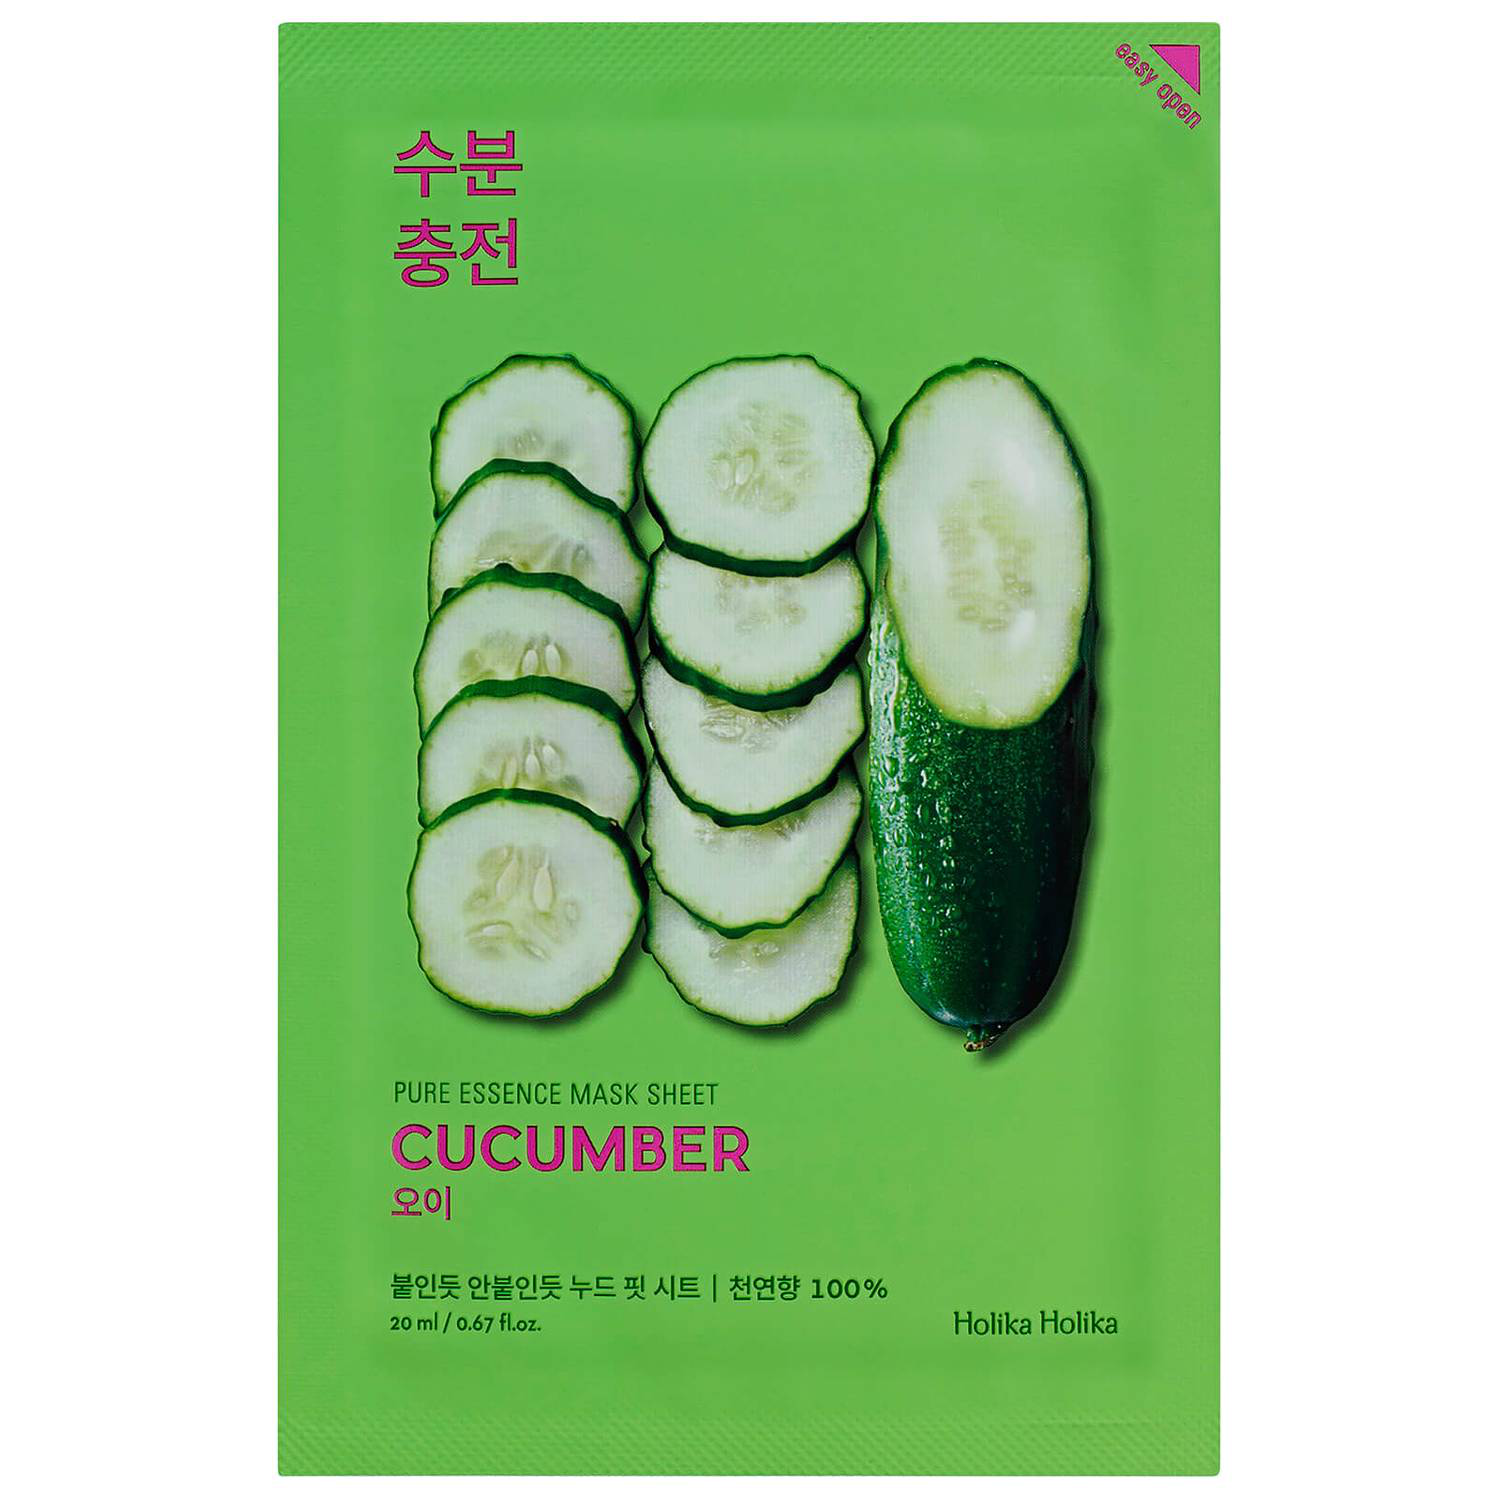 easy open
수분
충전
PURE ESSENCE MASK SHEET
CUCUMBER
오이
붙인듯 안붙인듯 누드 핏 시트 | 천연향 100%
20 ml / 0.67 fl.oz.
Holika Holika